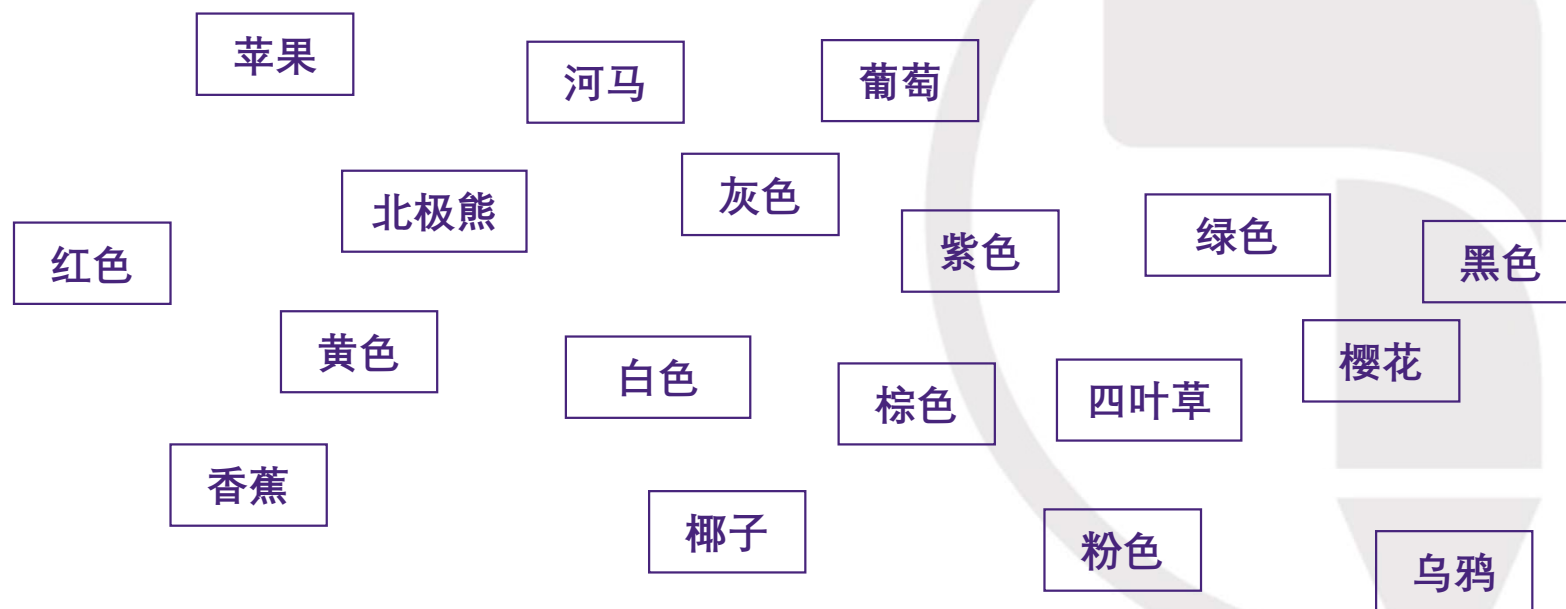 苹果
河马
葡萄
北极熊
灰色
红色
紫色
绿色
黑色
黄色
白色
棕色
四叶草
樱花
香蕉
椰子
粉色
乌鸦